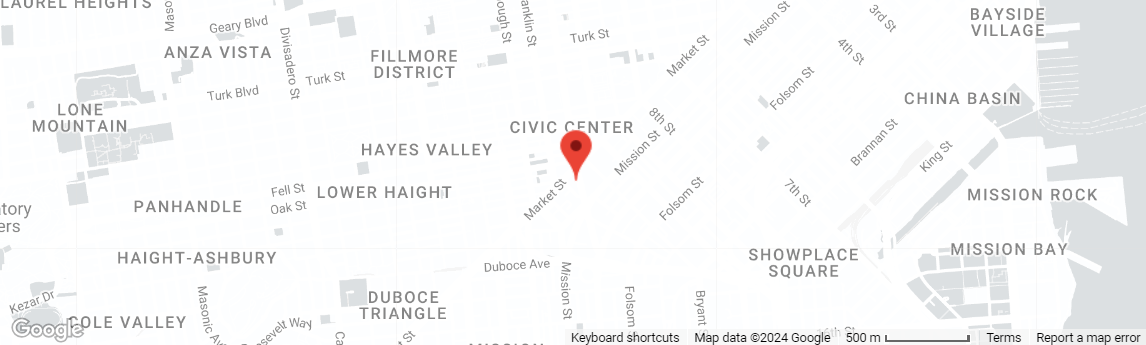 LAUREL HEIGHTS
Geary Blvd
ANZA VISTA
Divisadero St
Turk St
Turk Blvd
FILLMORE
DISTRICT
Turk St
Market St
Mission St
3rd St
4th St
Folsom St
BAYSIDE
VILLAGE
CHINA BASIN
LONE
MOUNTAIN
CIVIC CENTER
8th St
Mission St
HAYES VALLEY
Brannan St
King St
Fell St
Oak St
LOWER HAIGHT
Market St
Folsom St
7th St
MISSION ROCK
PANHANDLE
HAIGHT-ASHBURY
SHOWPLACE
SQUARE
MISSION BAY
Duboce Ave
Mission St
Kezar Dr
COLE VALLEY
Masonic Ave
DUBOCE
TRIANGLE
Folsom St
Google
Keyboard shortcuts
Map data ©2024 Google
500 m
Terms
Report a map error